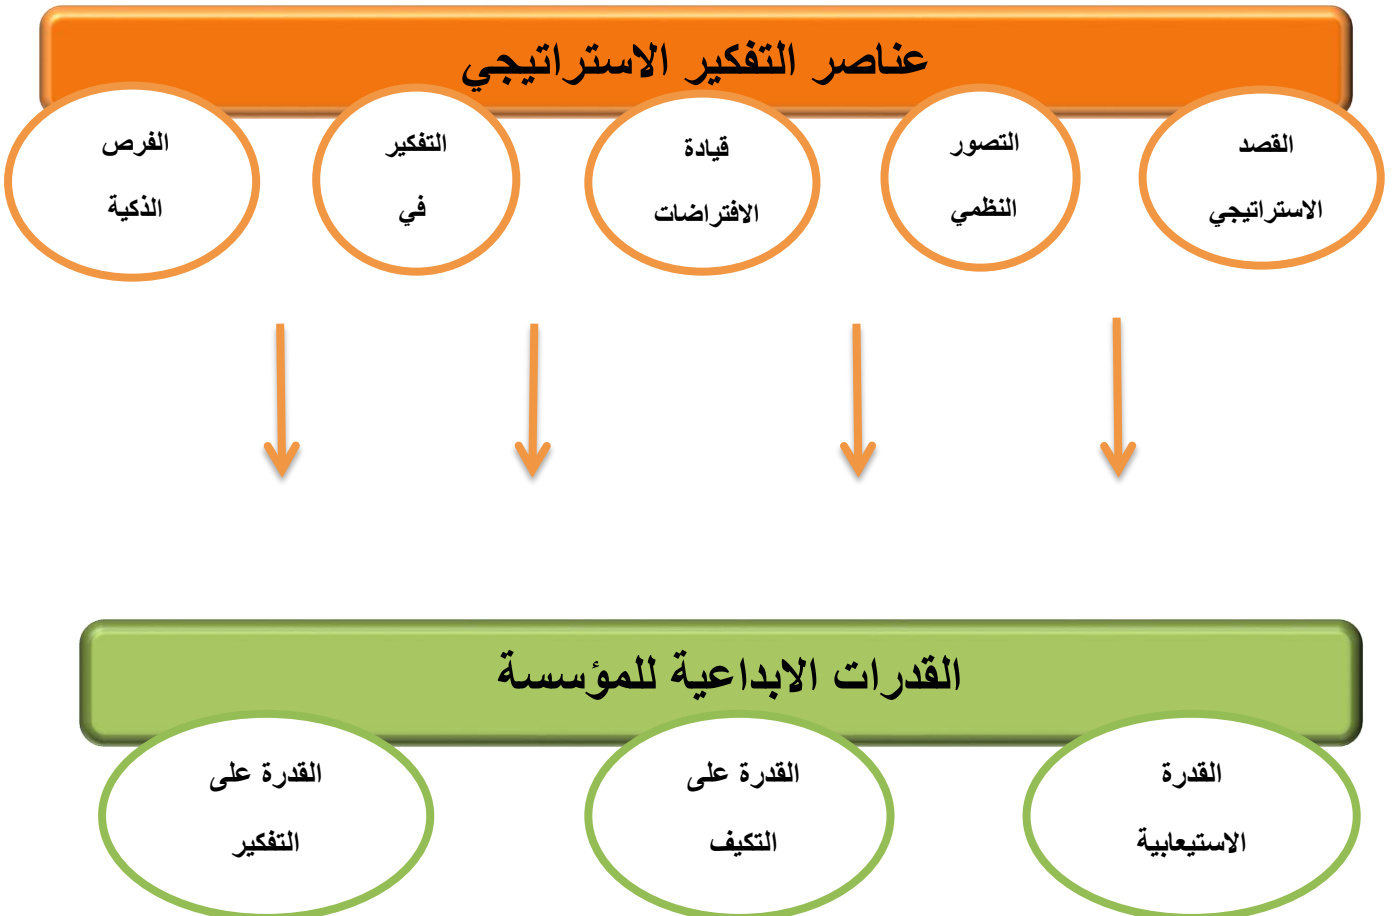 عناصر التفكير الاستراتيجي
القصد
الاستراتيجي
التصور
النظمي
قيادة
الافتراضات
التفكير
في
الفرص
الذكية
القدرات الابداعية للمؤسسة
القدرة
الاستيعابية
القدرة على
التكيف
القدرة على
التفكير